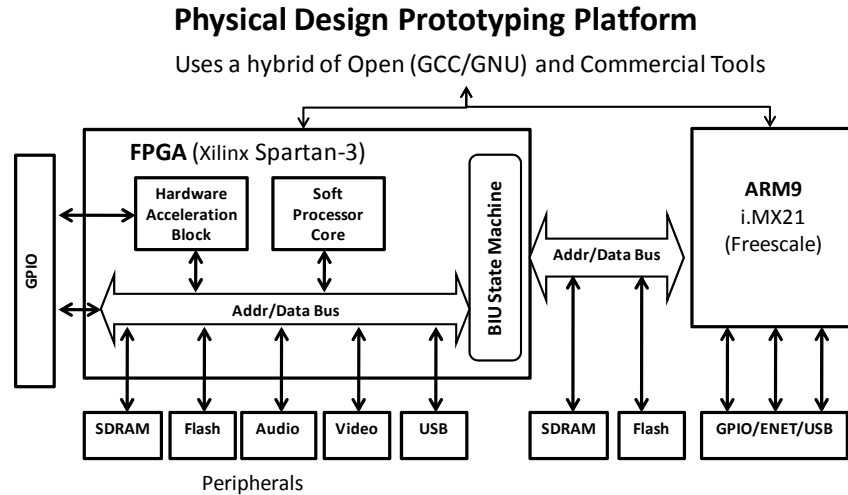 Physical Design Prototyping Platform
Uses a hybrid of Open (GCC/GNU) and Commercial Tools
FPGA (Xilinx Spartan-3)
Hardware
Acceleration
Block
Soft
Processor
Core
BIU State Machine
ARM9
i.MX21
(Freescale)
GPIO
Addr/Data Bus
Addr/Data Bus
SDRAM
Flash
Audio
Video
USB
SDRAM
Flash
GPIO/ENET/USB
Peripherals